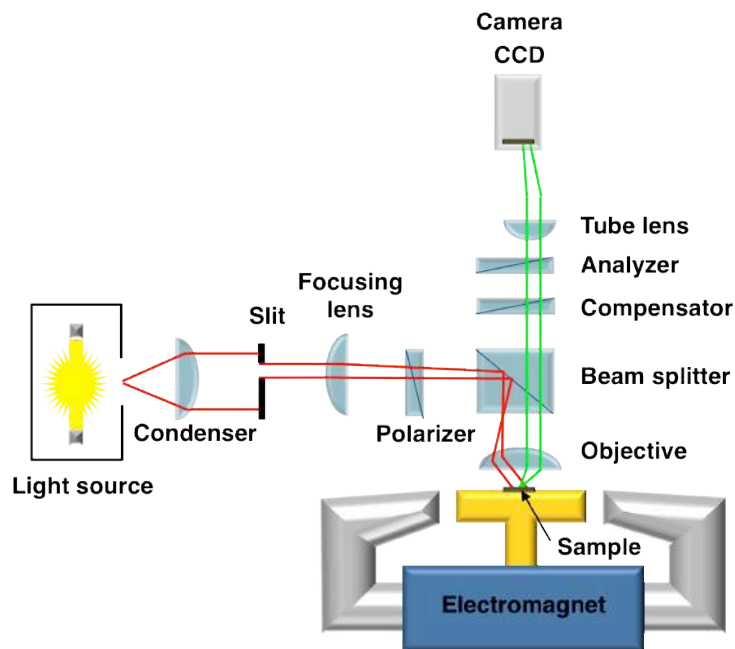 Camera
CCD
Tube lens
Analyzer
Focusing
lens
Compensator
Slit
Beam splitter
Condenser
Polarizer
Objective
Light source
Sample
Electromagnet